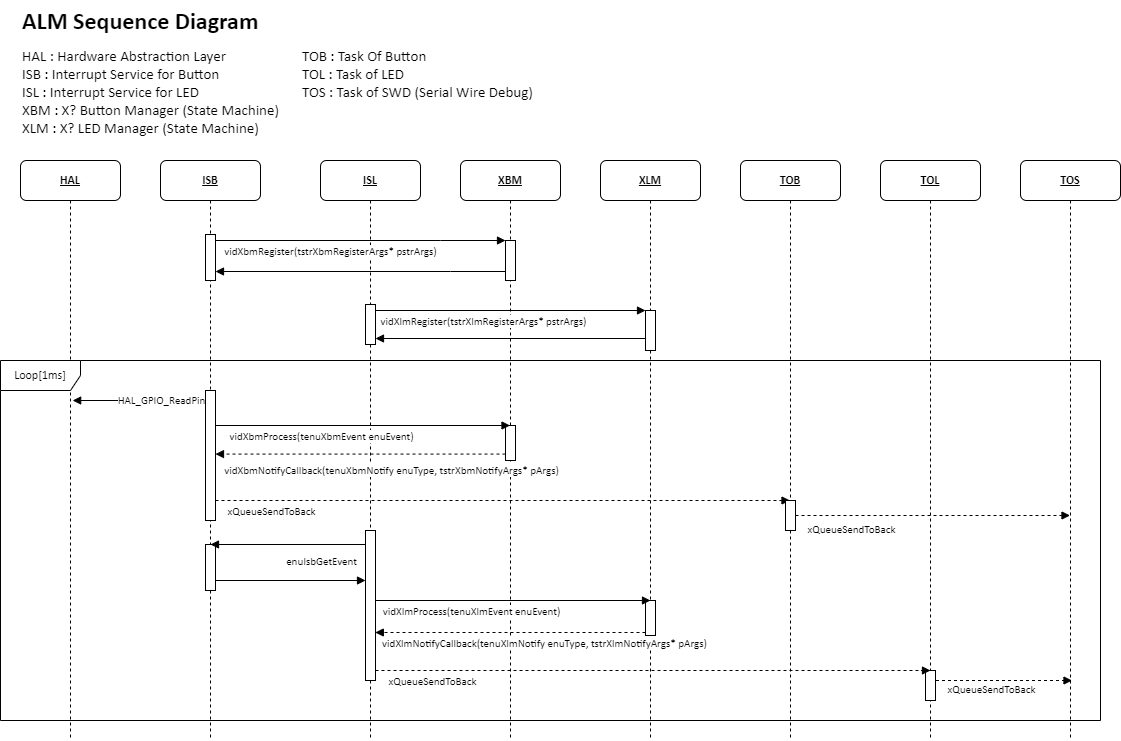 ALM Sequence Diagram
HAL : Hardware Abstraction Layer
ISB : Interrupt Service for Button
ISL : Interrupt Service for LED
XBM : X? Button Manager (State Machine)
XLM : X? LED Manager (State Machine)
TOB : Task Of Button
TOL : Task of LED
TOS : Task of SWD (Serial Wire Debug)
HAL
ISB
ISL
XBM
XLM
TOB
TOL
TOS
vidXbmRegister(tstrXbmRegisterArgs* pstrArgs)
vidXlmRegister(tstrXlmRegisterArgs* pstrArgs)
Loop[1ms]
HAL_GPIO_ReadPin
vidXbmProcess(tenuXbmEvent enuEvent)
vidXbmNotifyCallback(tenuXbmNotify enuType, tstrXbmNotifyArgs* pArgs)
xQueueSendToBack
xQueueSendToBack
enuIsbGetEvent
vidXlmProcess(tenuXlmEvent enuEvent)
vidXlmNotifyCallback(tenuXlmNotify enuType, tstrXlmNotifyArgs* pArgs)
xQueueSendToBack
xQueueSendToBack